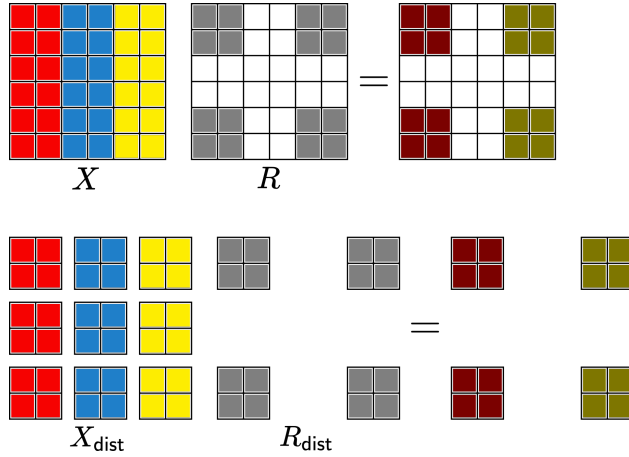 =
X R
=
X_dist R_dist